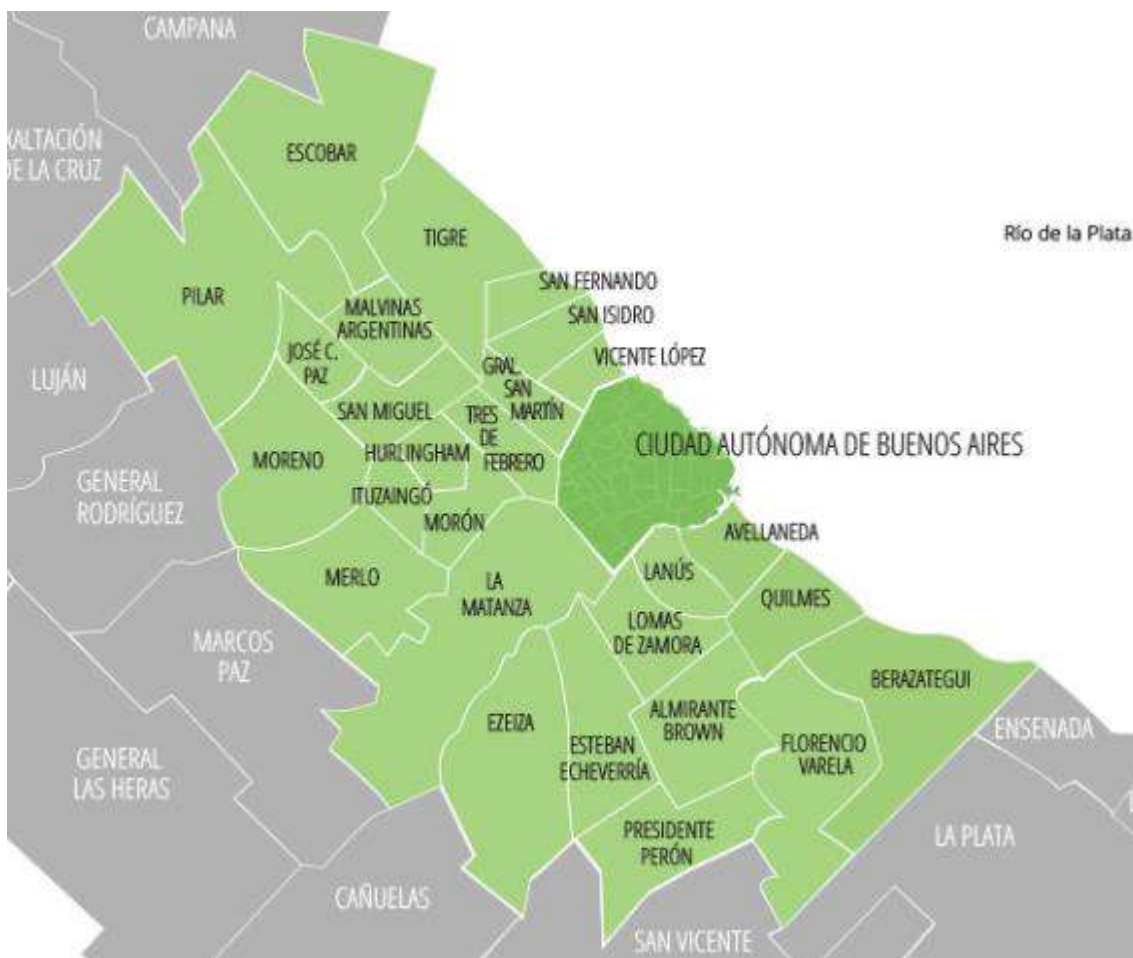 CAMPANA
XALTACIÓN
DE LA CRUZ
ESCOBAR
Río de la Plata
TIGRE
SAN FERNANDO
PILAR
MALVINAS
ARGENTINAS
SAN ISIDRO
JOSÉ C.
PAZ
VICENTE LÓPEZ
LUJÁN
GRAL.
SAN
MARTÍN
SAN MIGUEL
TRES
DE
FEBRERO
CIUDAD AUTÓNOMA DE BUENOS AIRES
HURLINGHAM
MORENO
GENERAL
RODRÍGUEZ
ITUZAINGÓ
MORÓN
AVELLANEDA
MERLO
LA
MATANZA
LANÚS
QUILMES
LOMAS
DE ZAMORA
MARCOS
PAZ
BERAZATEGUI
EZEIZA
ALMIRANTE
BROWN
ENSENADA
ESTEBAN
ECHEVERRÍA
FLORENCIO
VARELA
GENERAL
LAS HERAS
PRESIDENTE
PERÓN
LA PLATA
CAÑUELAS
SAN VICENTE